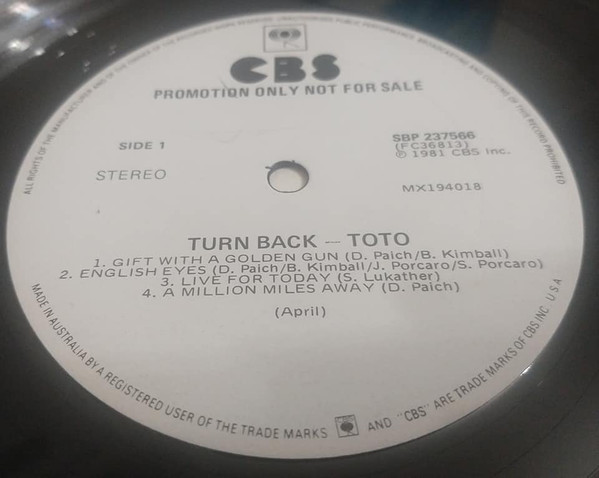 ALL RIGHTS OF THE MANUFACTURER AND OF THE OWNER OF THE RECORDED WORK RESERVED. UNAUTHORISED PUBLIC PERFORMANCE, BROADCASTING AND COPYING OF THIS RECORD PROHIBITED
CBS
PROMOTION ONLY NOT FOR SALE
SIDE 1
SBP 237566
(FC36813)
℗ 1981 CBS Inc.
STEREO
MX194018
TURN BACK — TOTO
1. GIFT WITH A GOLDEN GUN (D. Paich/B. Kimball)
2. ENGLISH EYES (D. Paich/B. Kimball/J. Porcaro/S. Porcaro)
3. LIVE FOR TODAY (S. Lukather)
4. A MILLION MILES AWAY (D. Paich)
(April)
MADE IN AUSTRALIA BY A REGISTERED USER OF THE TRADE MARKS AND "CBS" ARE TRADE MARKS OF CBS INC. U.S.A.